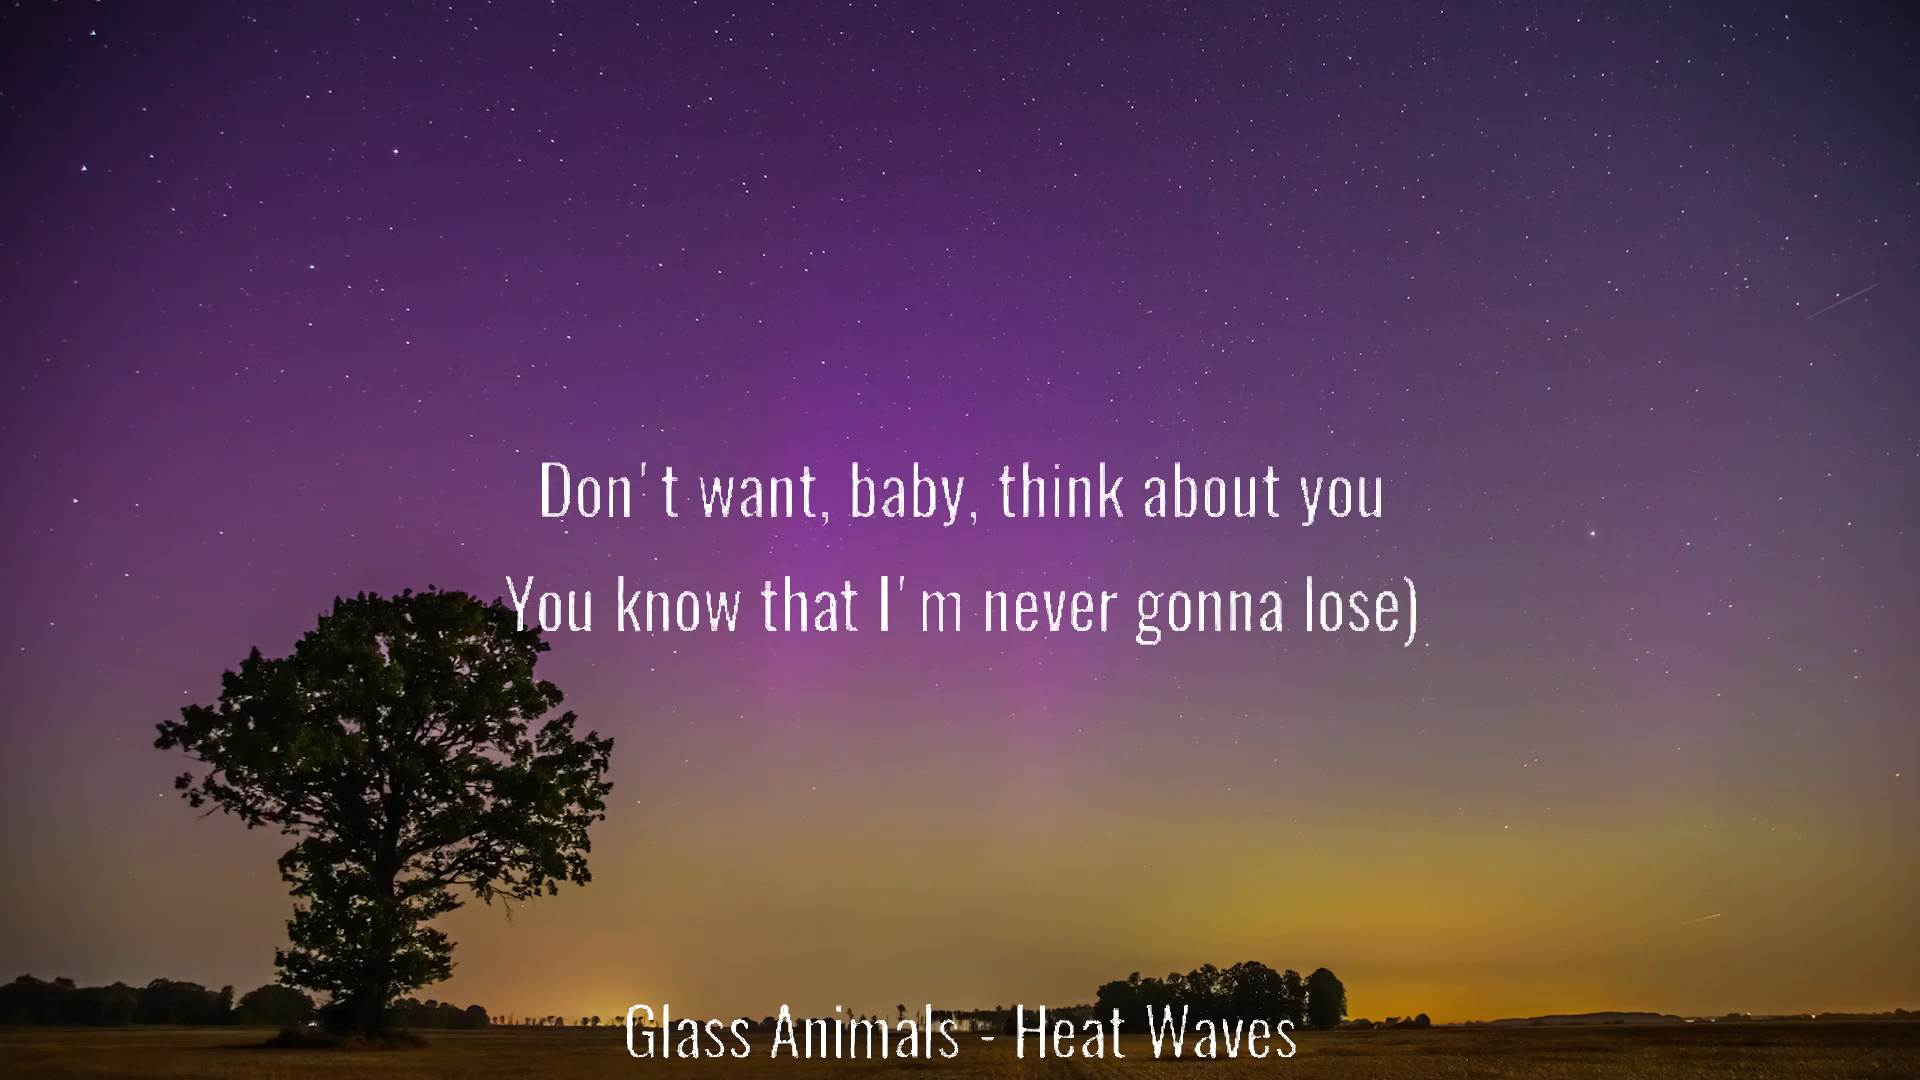 Don't want, baby, think about you
You know that I'm never gonna lose)
Glass Animals - Heat Waves